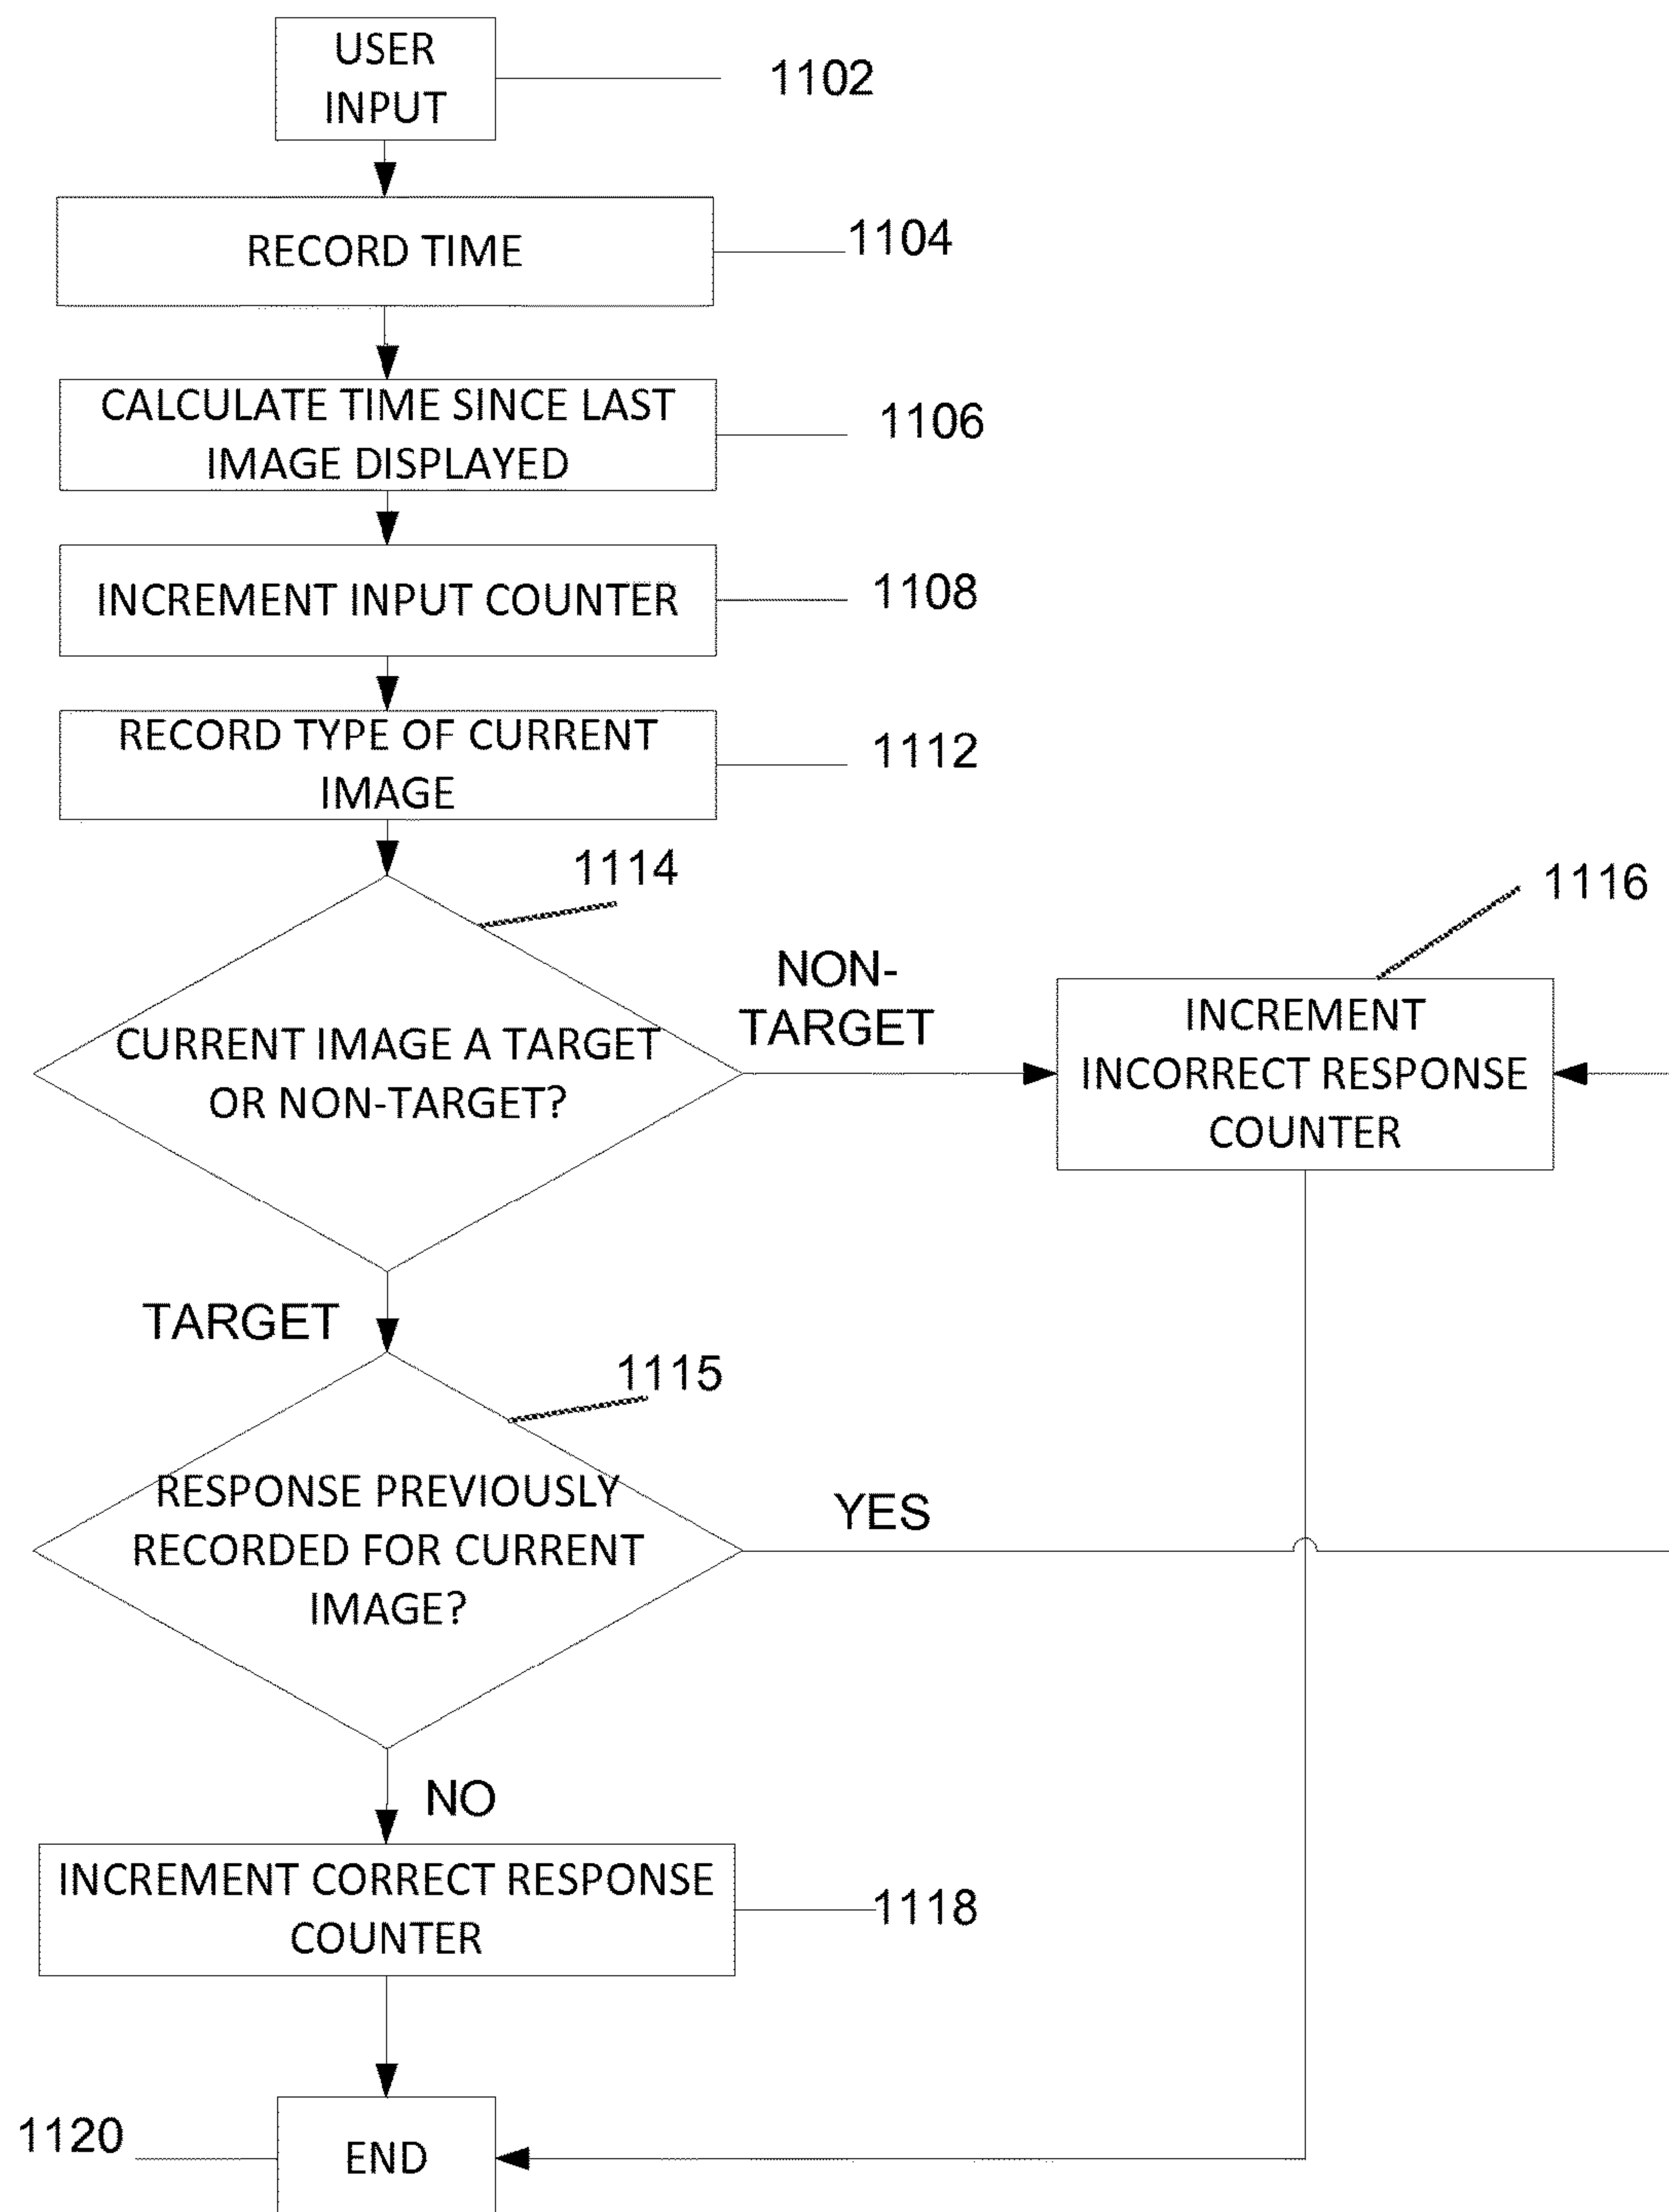 USER
INPUT
1102
RECORD TIME
1104
CALCULATE TIME SINCE LAST
IMAGE DISPLAYED
1106
INCREMENT INPUT COUNTER
1108
RECORD TYPE OF CURRENT
IMAGE
1112
1114
CURRENT IMAGE A TARGET
OR NON-TARGET?
NON-
TARGET
1116
INCREMENT
INCORRECT RESPONSE
COUNTER
TARGET
1115
RESPONSE PREVIOUSLY
RECORDED FOR CURRENT
IMAGE?
YES
NO
INCREMENT CORRECT RESPONSE
COUNTER
1118
1120
END